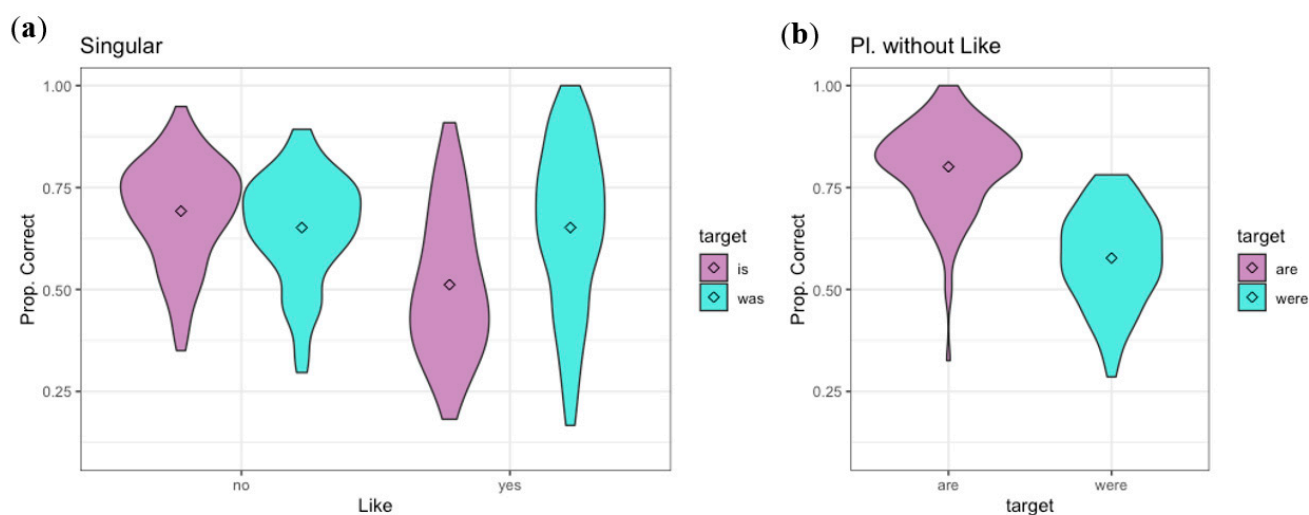 (a)
Singular
Prop. Correct
1.00
0.75
0.50
0.25
no
yes
Like
target
is
was
(b)
Pl. without Like
Prop. Correct
1.00
0.75
0.50
0.25
are
were
target
target
are
were